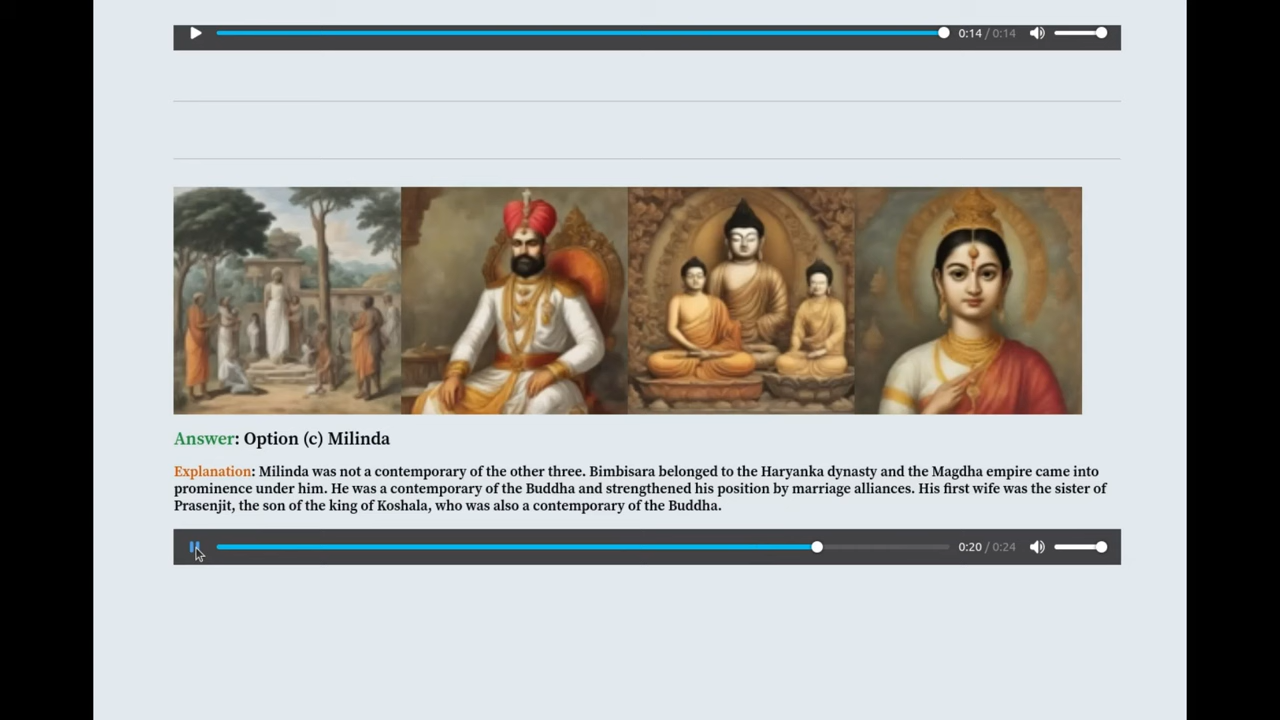 0:14 / 0:14
Answer: Option (c) Milinda
Explanation: Milinda was not a contemporary of the other three. Bimbisara belonged to the Haryanka dynasty and the Magdha empire came into
prominence under him. He was a contemporary of the Buddha and strengthened his position by marriage alliances. His first wife was the sister of
Prasenjit, the son of the king of Koshala, who was also a contemporary of the Buddha.
0:20 / 0:24